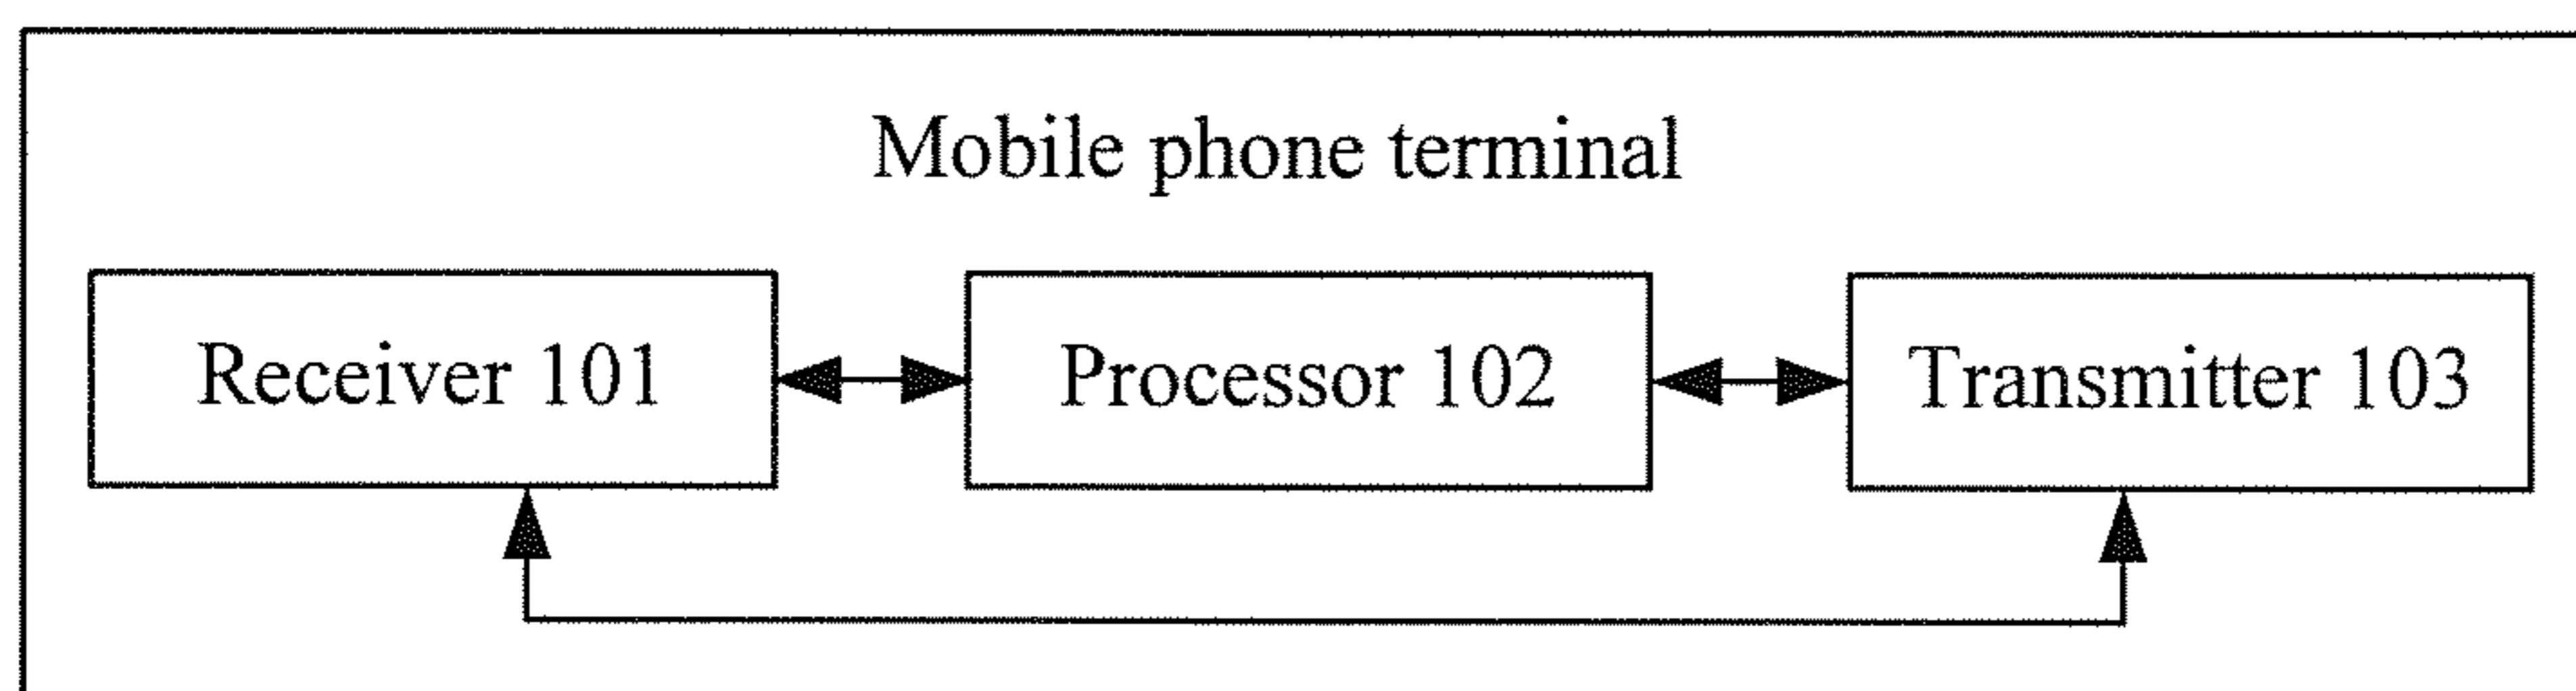 Mobile phone terminal
Receiver 101
Processor 102
Transmitter 103